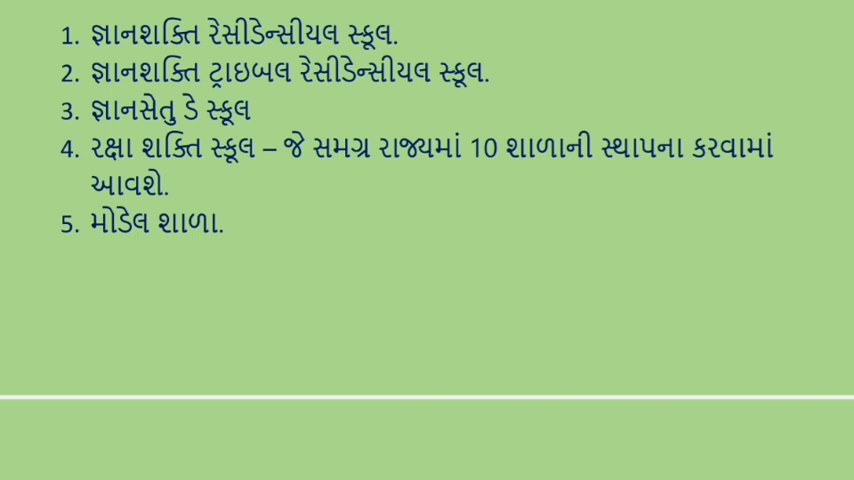 1. જ્ઞાનશક્તિ રેસીડેન્સીયલ સ્કૂલ.
2. જ્ઞાનશક્તિ ટ્રાઇબલ રેસીડેન્સીયલ સ્કૂલ.
3. જ્ઞાનસેતુ ડે સ્કૂલ
4. રક્ષા શક્તિ સ્કૂલ – જે સમગ્ર રાજ્યમાં 10 શાળાની સ્થાપના કરવામાં
આવશે.
5. મોડેલ શાળા.